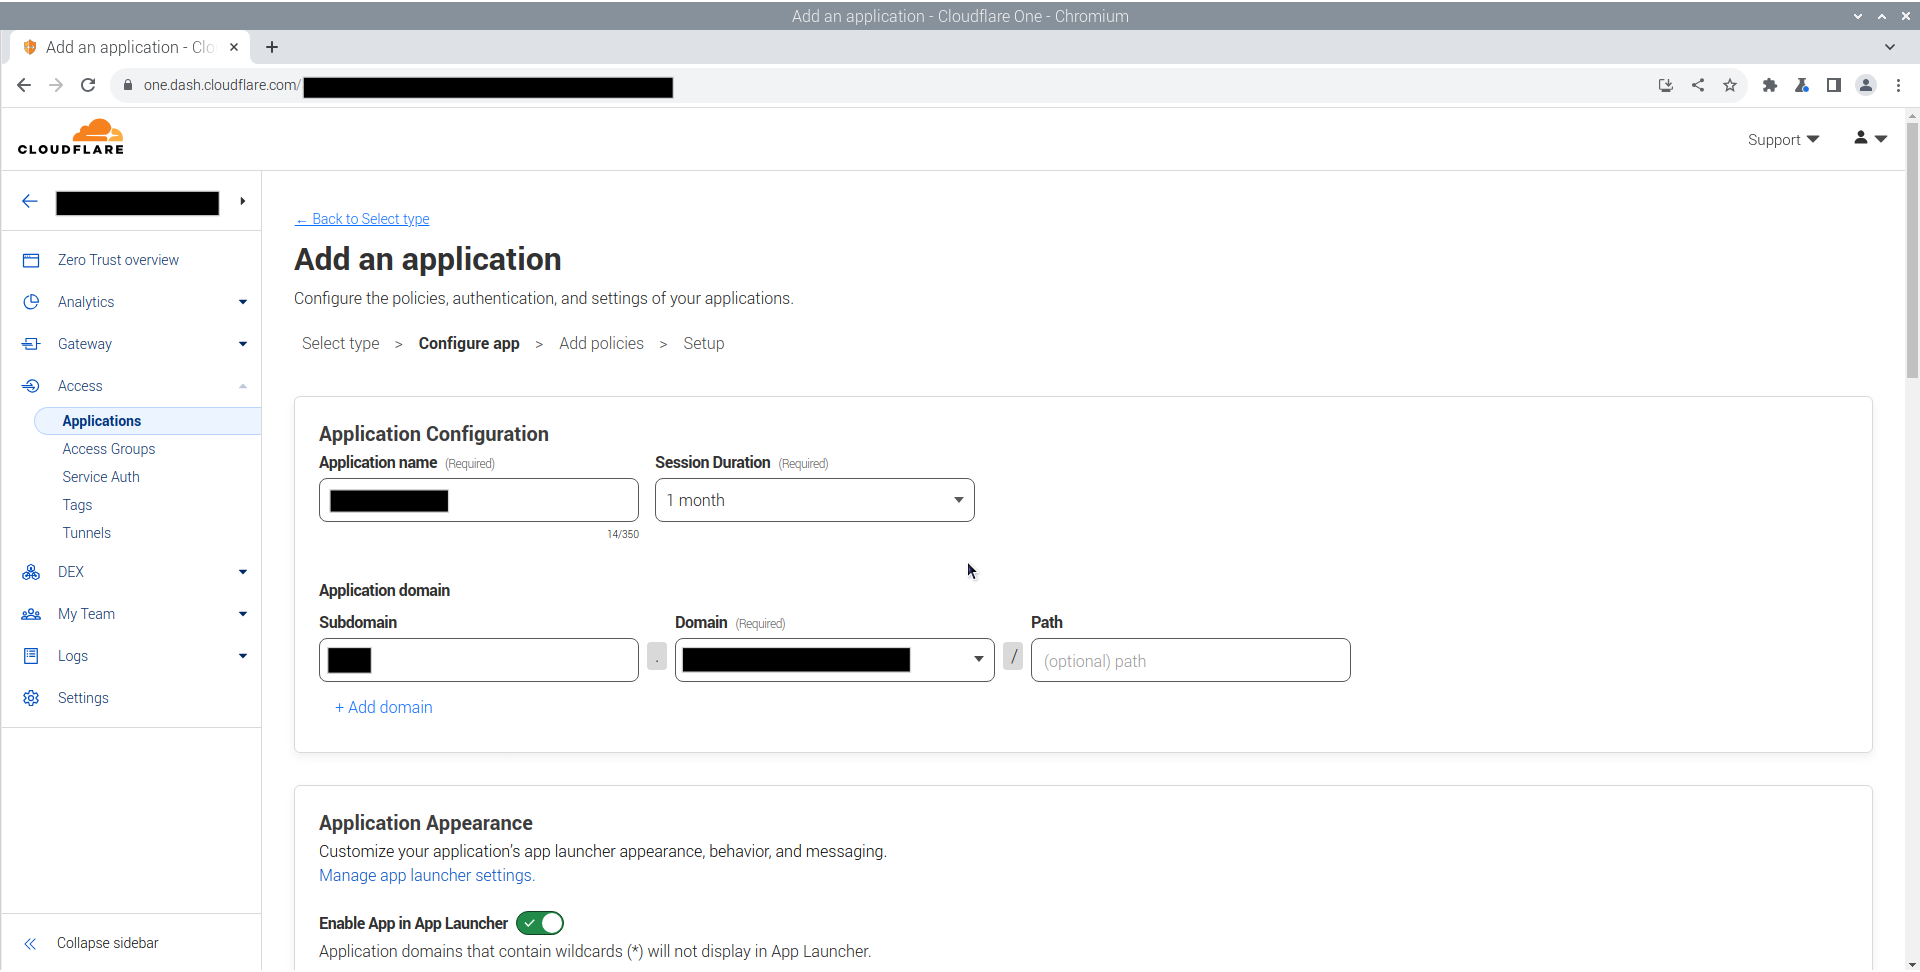 Add an application - Cloudflare One - Chromium
Add an application - Clo
one.dash.cloudflare.com/
CLOUDFLARE
Support
← Back to Select type
Add an application
Configure the policies, authentication, and settings of your applications.
Select type > Configure app > Add policies > Setup
Zero Trust overview
Analytics
Gateway
Access
Applications
Access Groups
Service Auth
Tags
Tunnels
DEX
My Team
Logs
Settings
Collapse sidebar
Application Configuration
Application name (Required)
Session Duration (Required)
1 month
14/350
Application domain
Subdomain
Domain (Required)
Path
.
/
(optional) path
+ Add domain
Application Appearance
Customize your application's app launcher appearance, behavior, and messaging.
Manage app launcher settings.
Enable App in App Launcher
Application domains that contain wildcards (*) will not display in App Launcher.